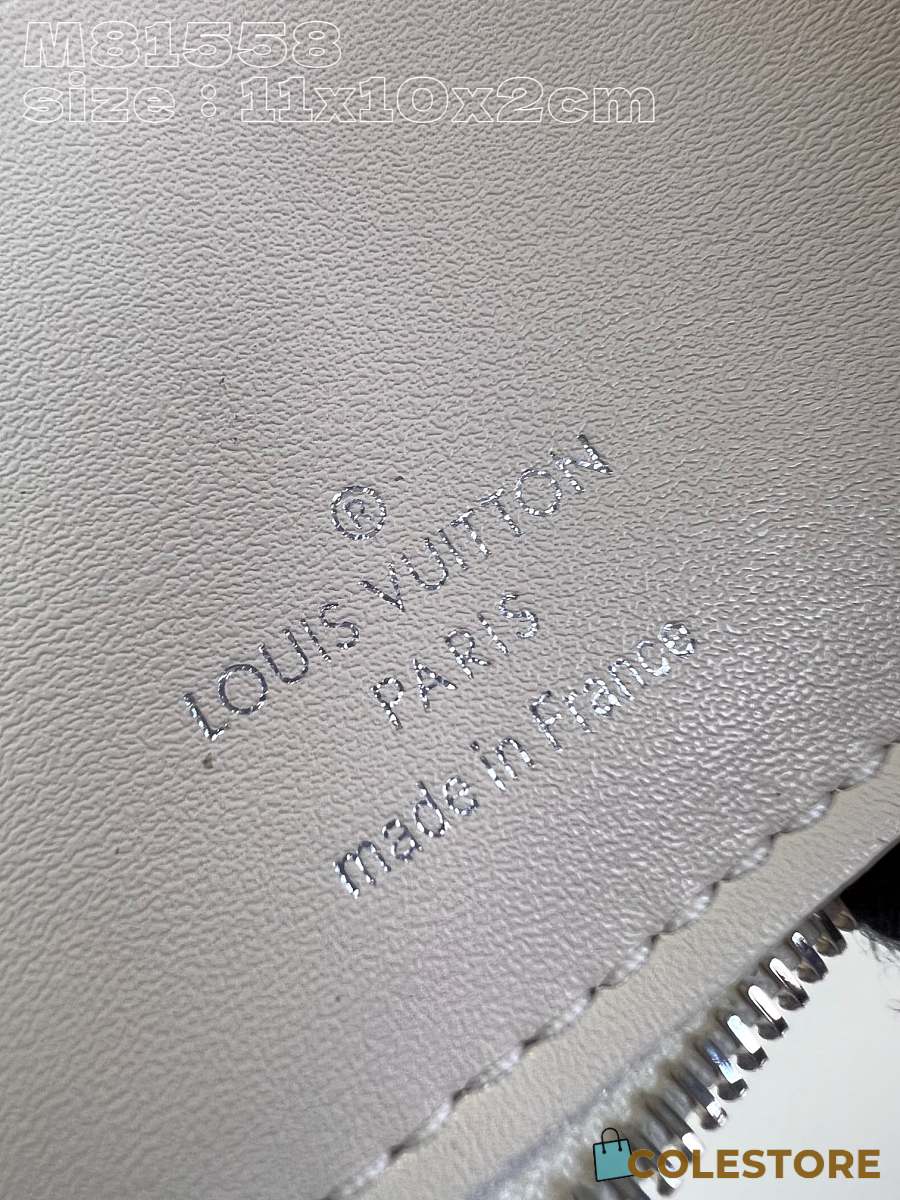 M81558
size : 11x10x2cm
®
LOUIS VUITTON
PARIS
made in France
COLESTORE